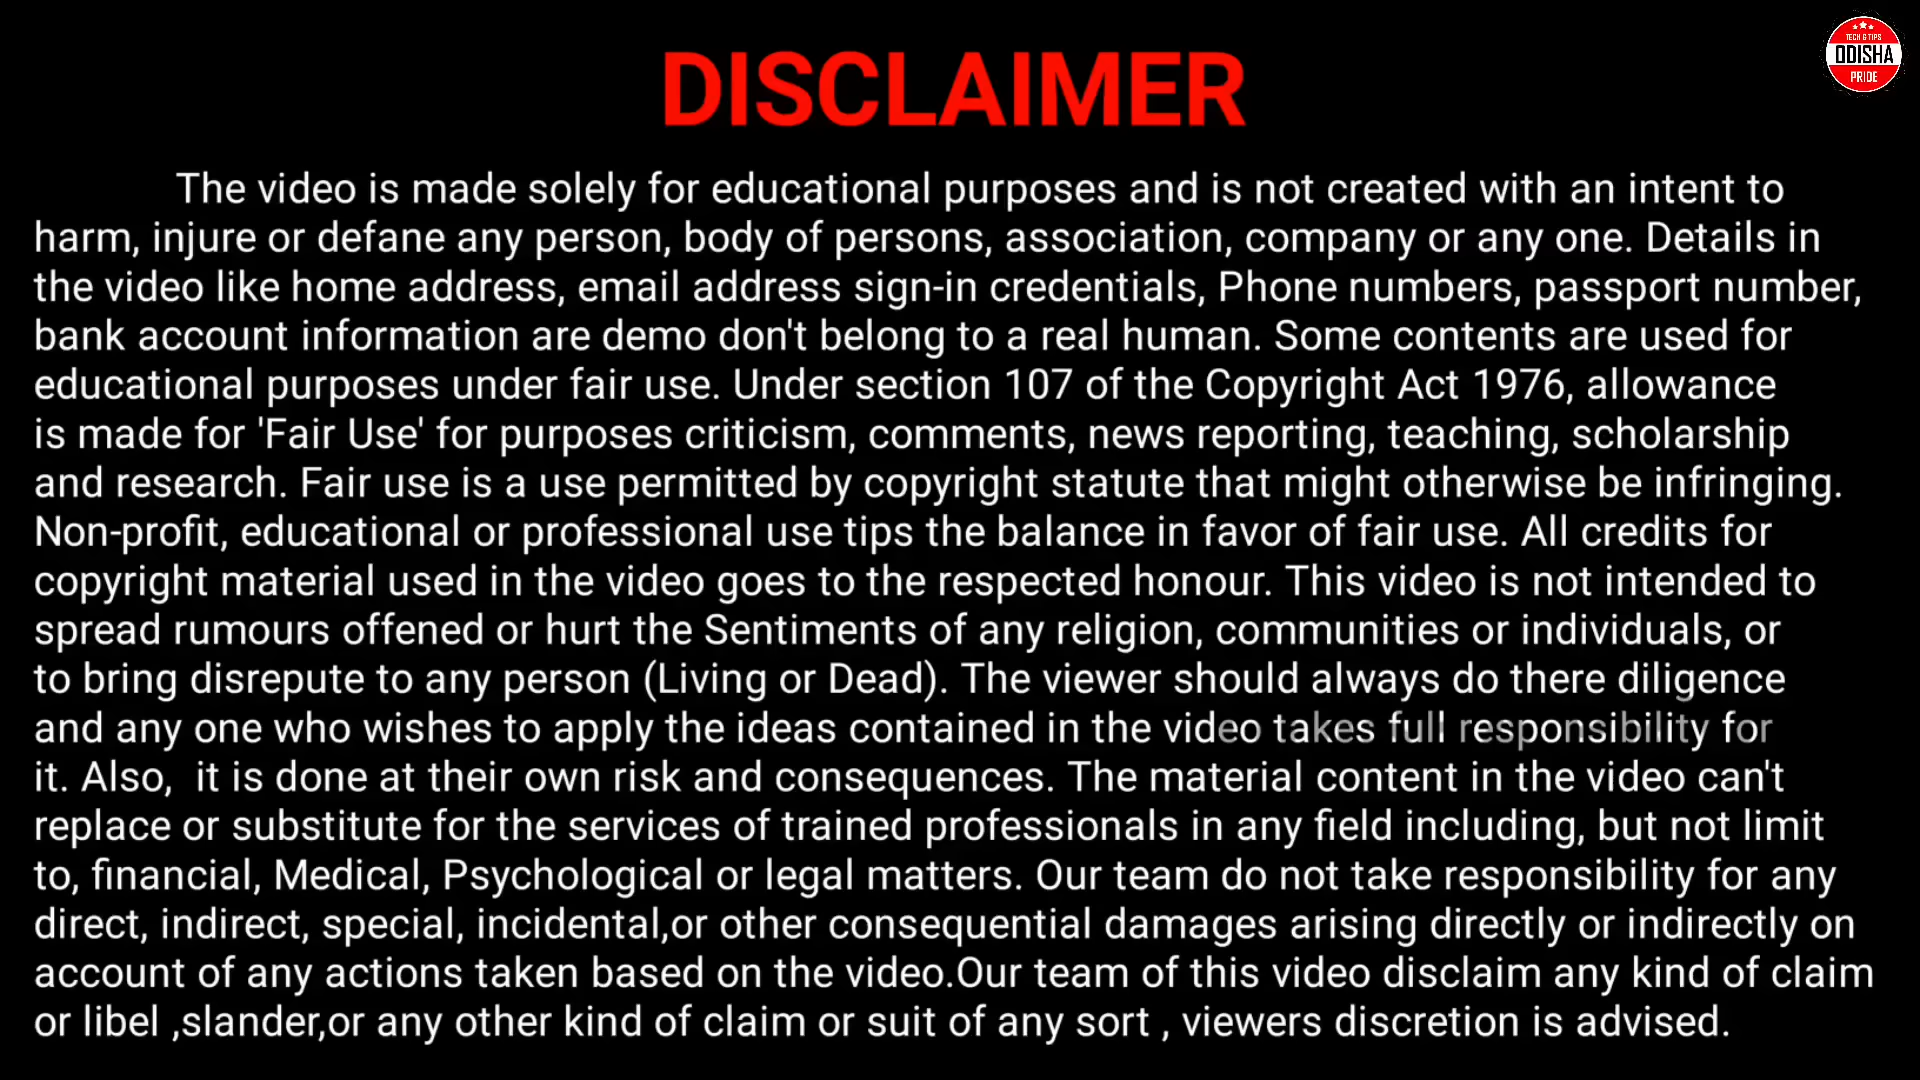 TECH & TIPS
ODISHA
PRIDE
DISCLAIMER
The video is made solely for educational purposes and is not created with an intent to
harm, injure or defane any person, body of persons, association, company or any one. Details in
the video like home address, email address sign-in credentials, Phone numbers, passport number,
bank account information are demo don't belong to a real human. Some contents are used for
educational purposes under fair use. Under section 107 of the Copyright Act 1976, allowance
is made for 'Fair Use' for purposes criticism, comments, news reporting, teaching, scholarship
and research. Fair use is a use permitted by copyright statute that might otherwise be infringing.
Non-profit, educational or professional use tips the balance in favor of fair use. All credits for
copyright material used in the video goes to the respected honour. This video is not intended to
spread rumours offened or hurt the Sentiments of any religion, communities or individuals, or
to bring disrepute to any person (Living or Dead). The viewer should always do there diligence
and any one who wishes to apply the ideas contained in the video takes full responsibility for
it. Also,  it is done at their own risk and consequences. The material content in the video can't
replace or substitute for the services of trained professionals in any field including, but not limit
to, financial, Medical, Psychological or legal matters. Our team do not take responsibility for any
direct, indirect, special, incidental,or other consequential damages arising directly or indirectly on
account of any actions taken based on the video.Our team of this video disclaim any kind of claim
or libel ,slander,or any other kind of claim or suit of any sort , viewers discretion is advised.